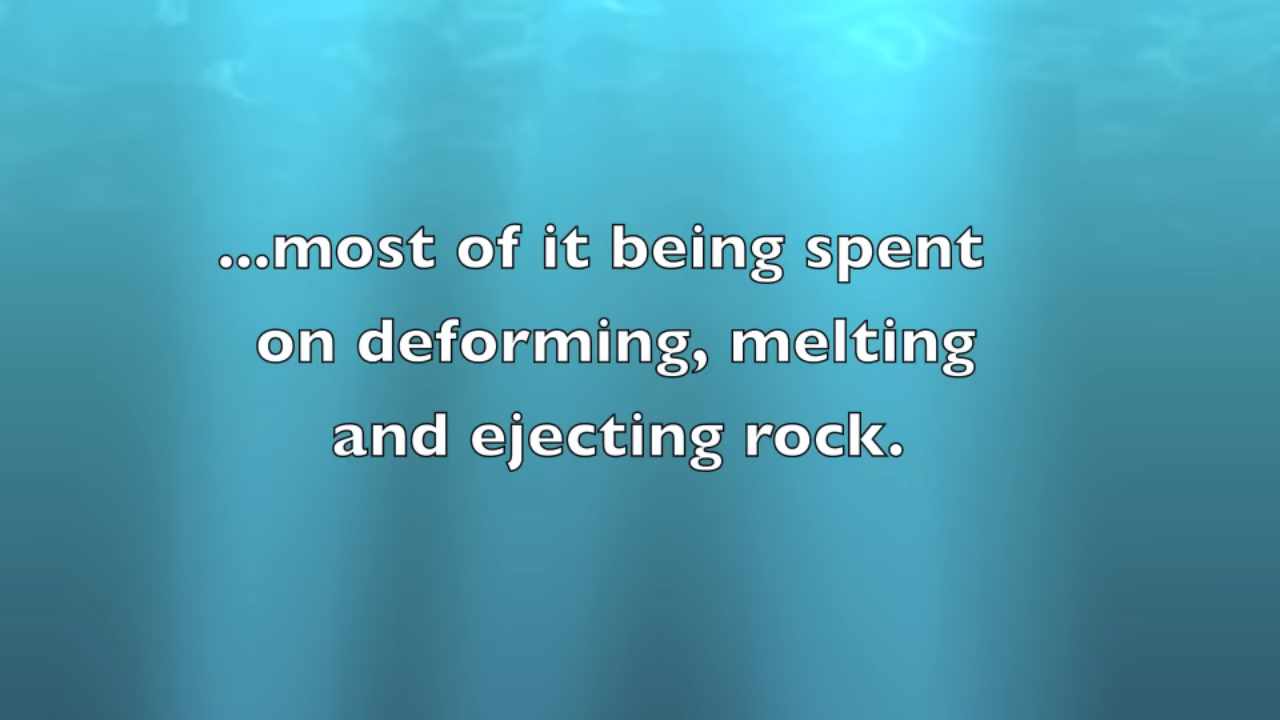 ...most of it being spent
on deforming, melting
and ejecting rock.